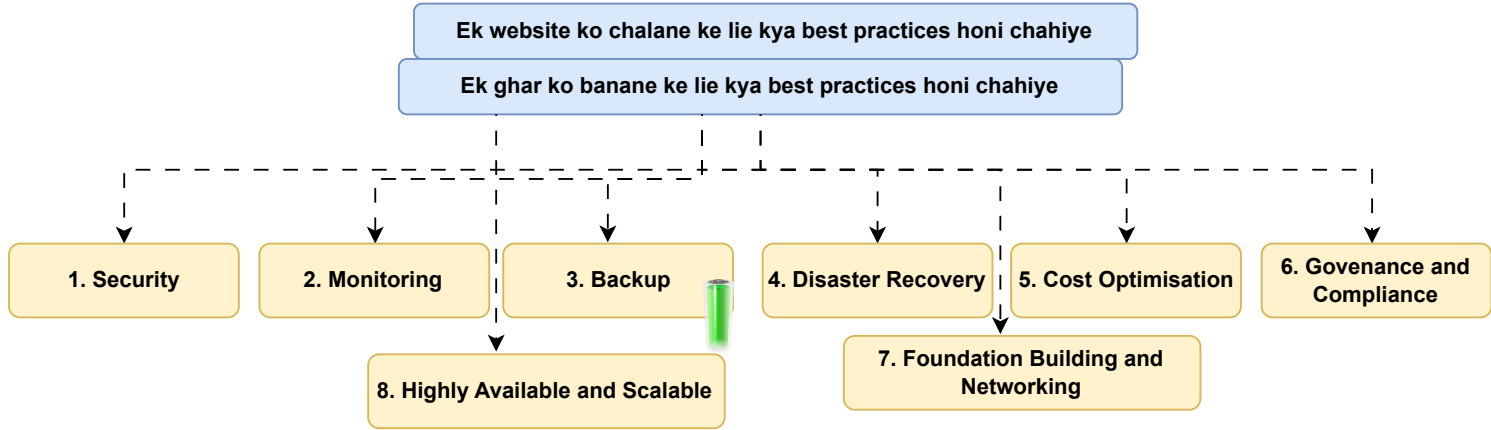 Ek website ko chalane ke lie kya best practices honi chahiye
Ek ghar ko banane ke lie kya best practices honi chahiye
1. Security
2. Monitoring
3. Backup
4. Disaster Recovery
5. Cost Optimisation
6. Govenance and
Compliance
7. Foundation Building and
Networking
8. Highly Available and Scalable